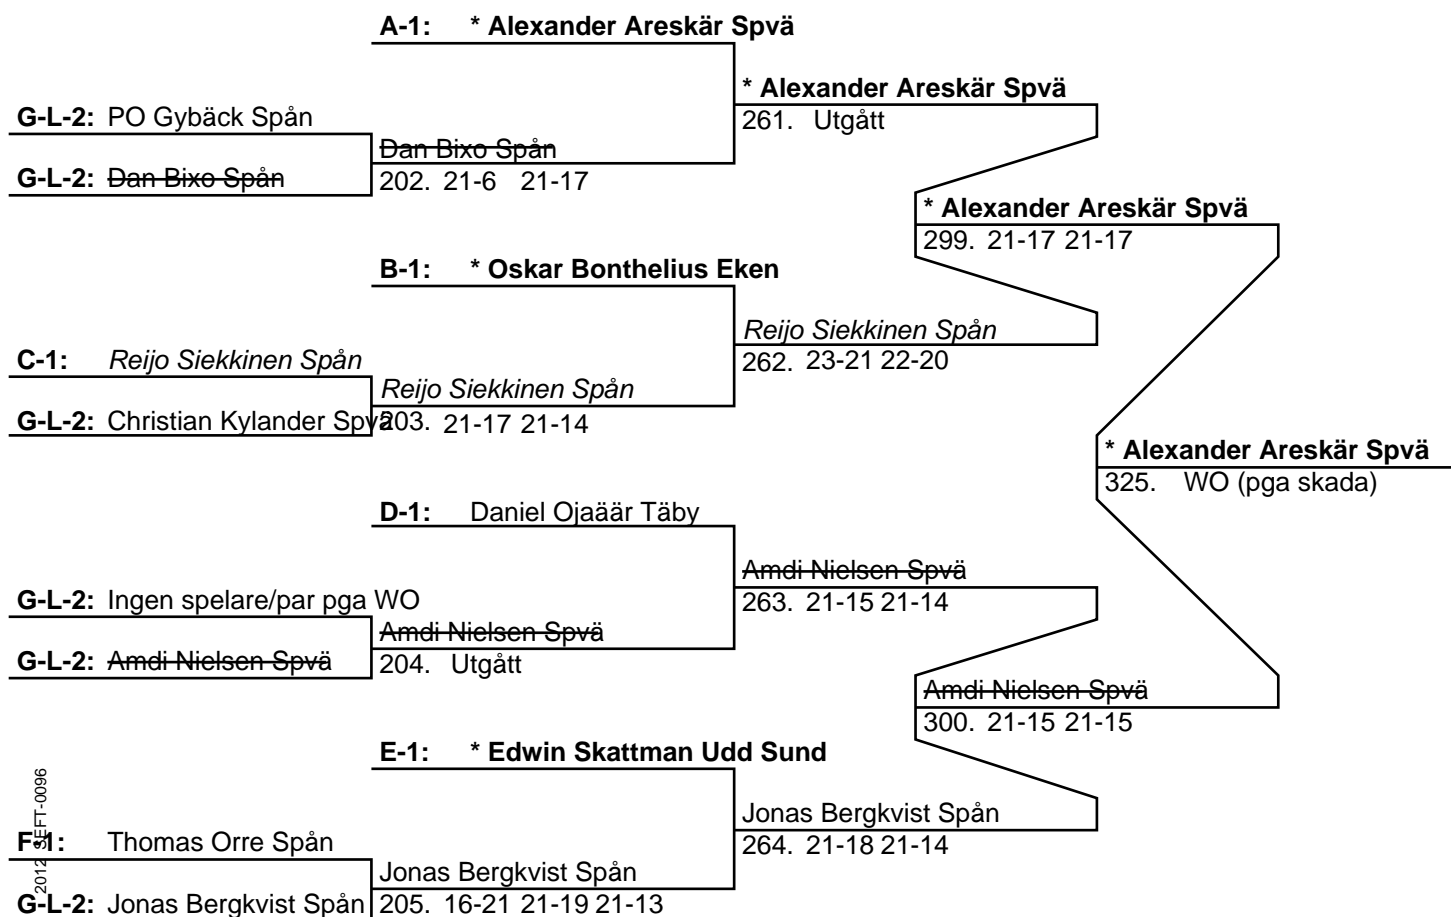 A-1: * Alexander Areskär Spvä
* Alexander Areskär Spvä
G-L-2: PO Gybäck Spån
261. Utgått
Dan Bixo Spån
G-L-2: Dan Bixo Spån
202. 21-6 21-17
* Alexander Areskär Spvä
299. 21-17 21-17
B-1: * Oskar Bonthelius Eken
Reijo Siekkinen Spån
C-1: Reijo Siekkinen Spån
262. 23-21 22-20
Reijo Siekkinen Spån
G-L-2: Christian Kylander Spvä
203. 21-17 21-14
* Alexander Areskär Spvä
325. WO (pga skada)
D-1: Daniel Ojaäär Täby
Amdi Nielsen Spvä
G-L-2: Ingen spelare/par pga WO
263. 21-15 21-14
Amdi Nielsen Spvä
G-L-2: Amdi Nielsen Spvä
204. Utgått
Amdi Nielsen Spvä
300. 21-15 21-15
E-1: * Edwin Skattman Udd Sund
Jonas Bergkvist Spån
F-1: Thomas Orre Spån
264. 21-18 21-14
Jonas Bergkvist Spån
G-L-2: Jonas Bergkvist Spån
205. 16-21 21-19 21-13
2012 SEFT-0096